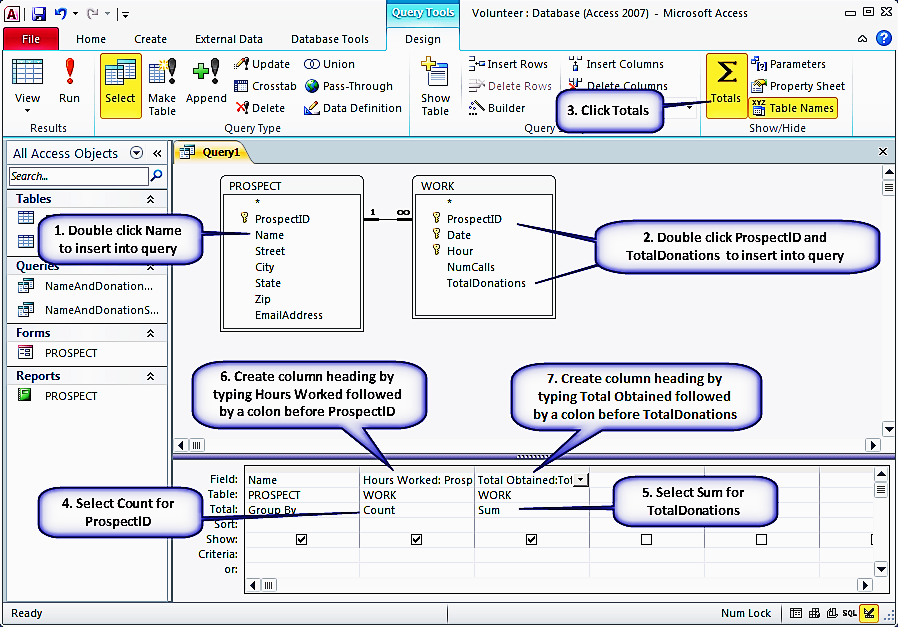 Query Tools
Volunteer : Database (Access 2007) - Microsoft Access
File
Home
Create
External Data
Database Tools
Design
View
Run
Results
Select
Make Table
Append
Update
Crosstab
Delete
Union
Pass-Through
Data Definition
Query Type
Show Table
Insert Rows
Delete Rows
Builder
Insert Columns
Delete Columns
Query
3. Click Totals
Totals
Parameters
Property Sheet
Table Names
Show/Hide
All Access Objects
Search...
Tables
Queries
NameAndDonation...
NameAndDonationS...
Forms
PROSPECT
Reports
PROSPECT
Query1
PROSPECT
*
ProspectID
Name
Street
City
State
Zip
EmailAddress
1
∞
WORK
*
ProspectID
Date
Hour
NumCalls
TotalDonations
1. Double click Name
to insert into query
2. Double click ProspectID and
TotalDonations to insert into query
6. Create column heading by
typing Hours Worked followed
by a colon before ProspectID
7. Create column heading by
typing Total Obtained followed
by a colon before TotalDonations
4. Select Count for
ProspectID
5. Select Sum for
TotalDonations
Field: Name Hours Worked: Prosp Total Obtained:Tot
Table: PROSPECT WORK WORK
Total: Group By Count Sum
Sort:
Show:
Criteria:
or:
Ready
Num Lock
SQL